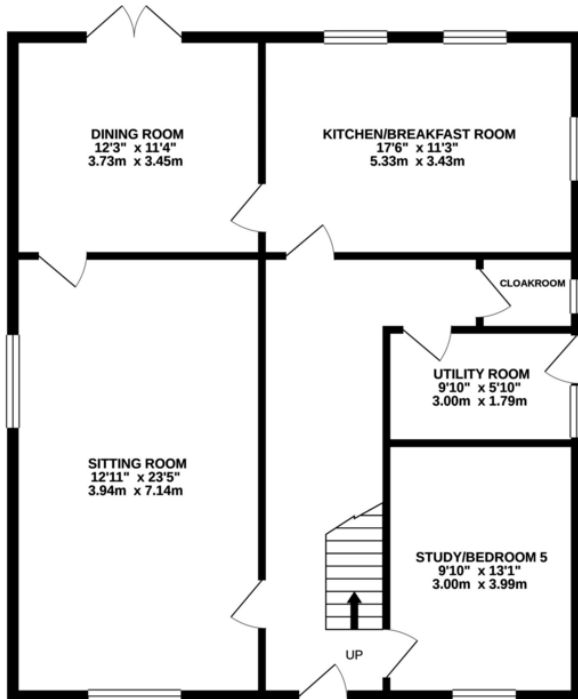 DINING ROOM
12'3" x 11'4"
3.73m x 3.45m
KITCHEN/BREAKFAST ROOM
17'6" x 11'3"
5.33m x 3.43m
CLOAKROOM
UTILITY ROOM
9'10" x 5'10"
3.00m x 1.79m
SITTING ROOM
12'11" x 23'5"
3.94m x 7.14m
STUDY/BEDROOM 5
9'10" x 13'1"
3.00m x 3.99m
UP